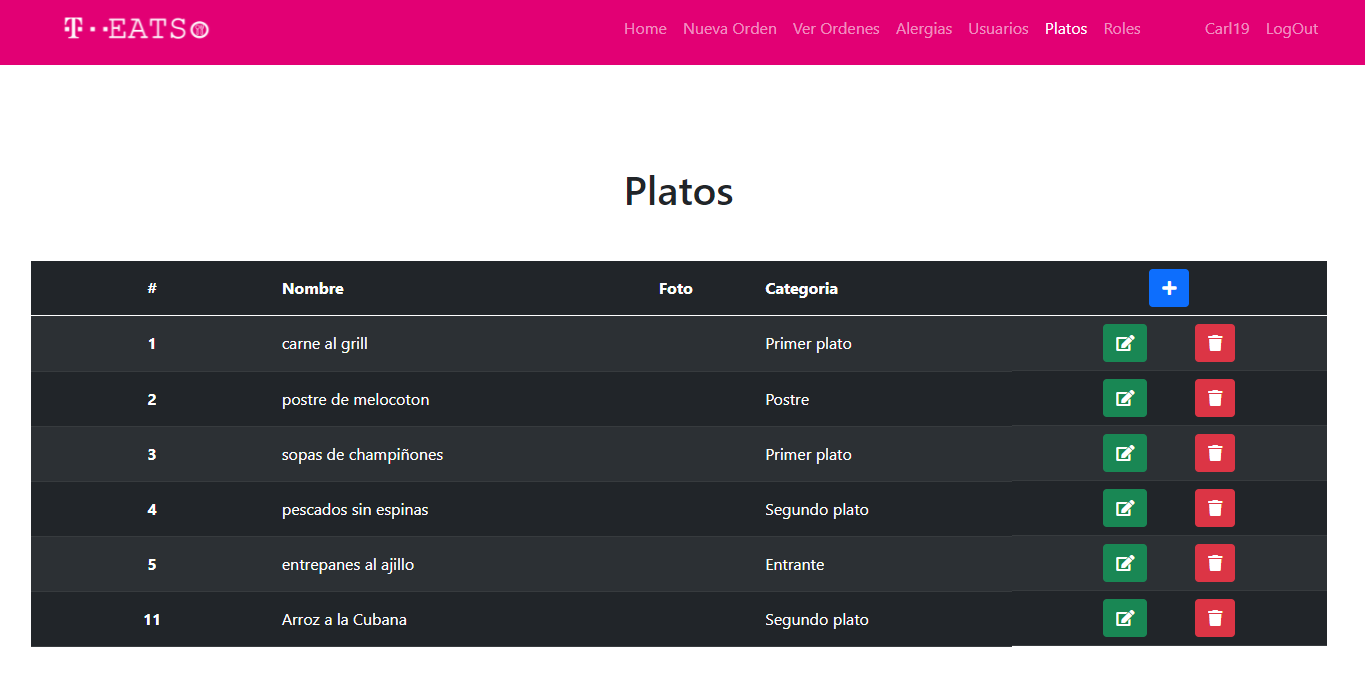 T··EATS
Home Nueva Orden Ver Ordenes Alergias Usuarios Platos Roles Carl19 LogOut
Platos
# Nombre Foto Categoria
1 carne al grill Primer plato
2 postre de melocoton Postre
3 sopas de champiñones Primer plato
4 pescados sin espinas Segundo plato
5 entrepanes al ajillo Entrante
11 Arroz a la Cubana Segundo plato